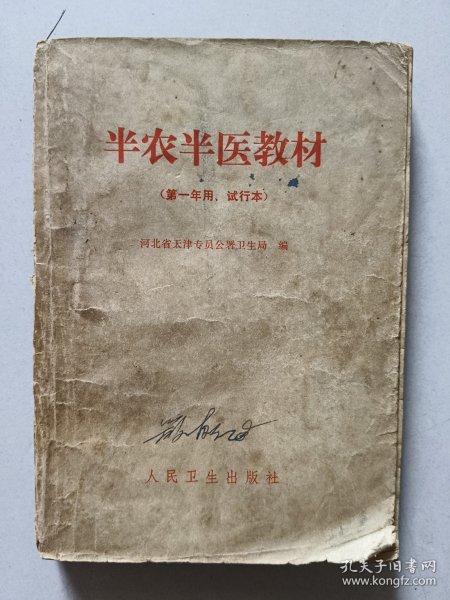 半农半医教材
（第一年用、试行本）
河北省天津专员公署卫生局 编
人民卫生出版社
孔夫子旧书网
www.kongfz.com